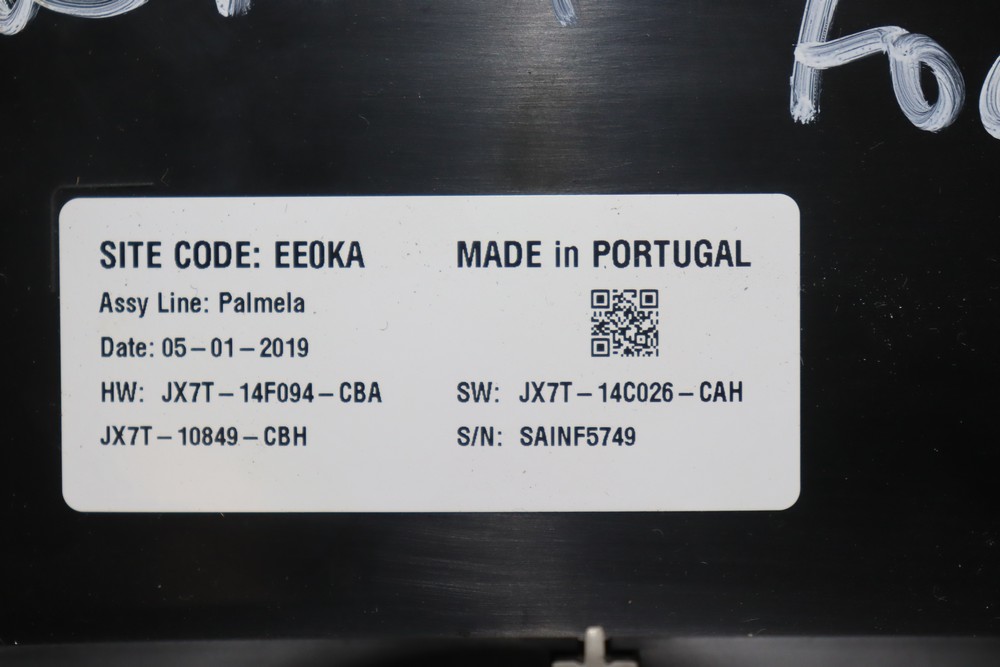 SITE CODE: EE0KA
MADE in PORTUGAL
Assy Line: Palmela
Date: 05-01-2019
HW: JX7T-14F094-CBA
SW: JX7T-14C026-CAH
JX7T-10849-CBH
S/N: SAINF5749